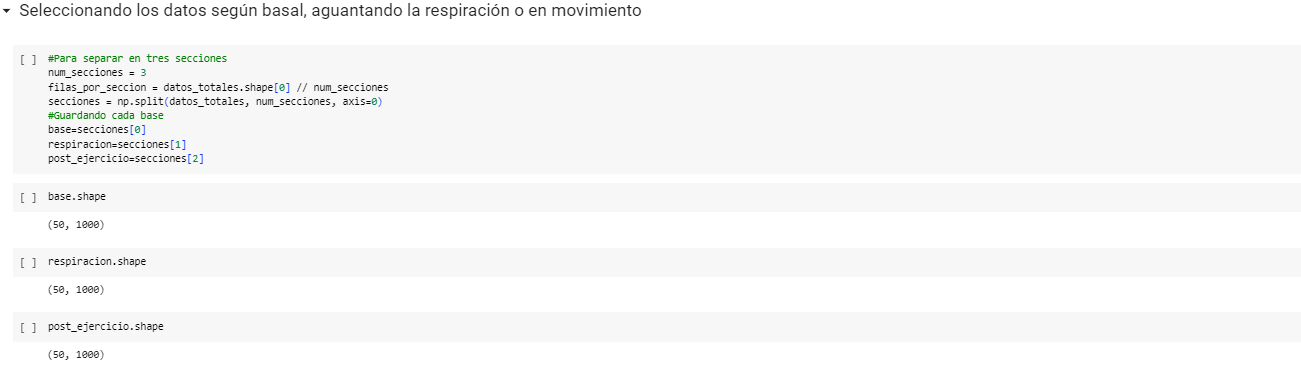 Seleccionando los datos según basal, aguantando la respiración o en movimiento
[ ] #Para separar en tres secciones
num_secciones = 3
filas_por_seccion = datos_totales.shape[0] // num_secciones
secciones = np.split(datos_totales, num_secciones, axis=0)
#Guardando cada base
base=secciones[0]
respiracion=secciones[1]
post_ejercicio=secciones[2]
[ ] base.shape
(50, 1000)
[ ] respiracion.shape
(50, 1000)
[ ] post_ejercicio.shape
(50, 1000)